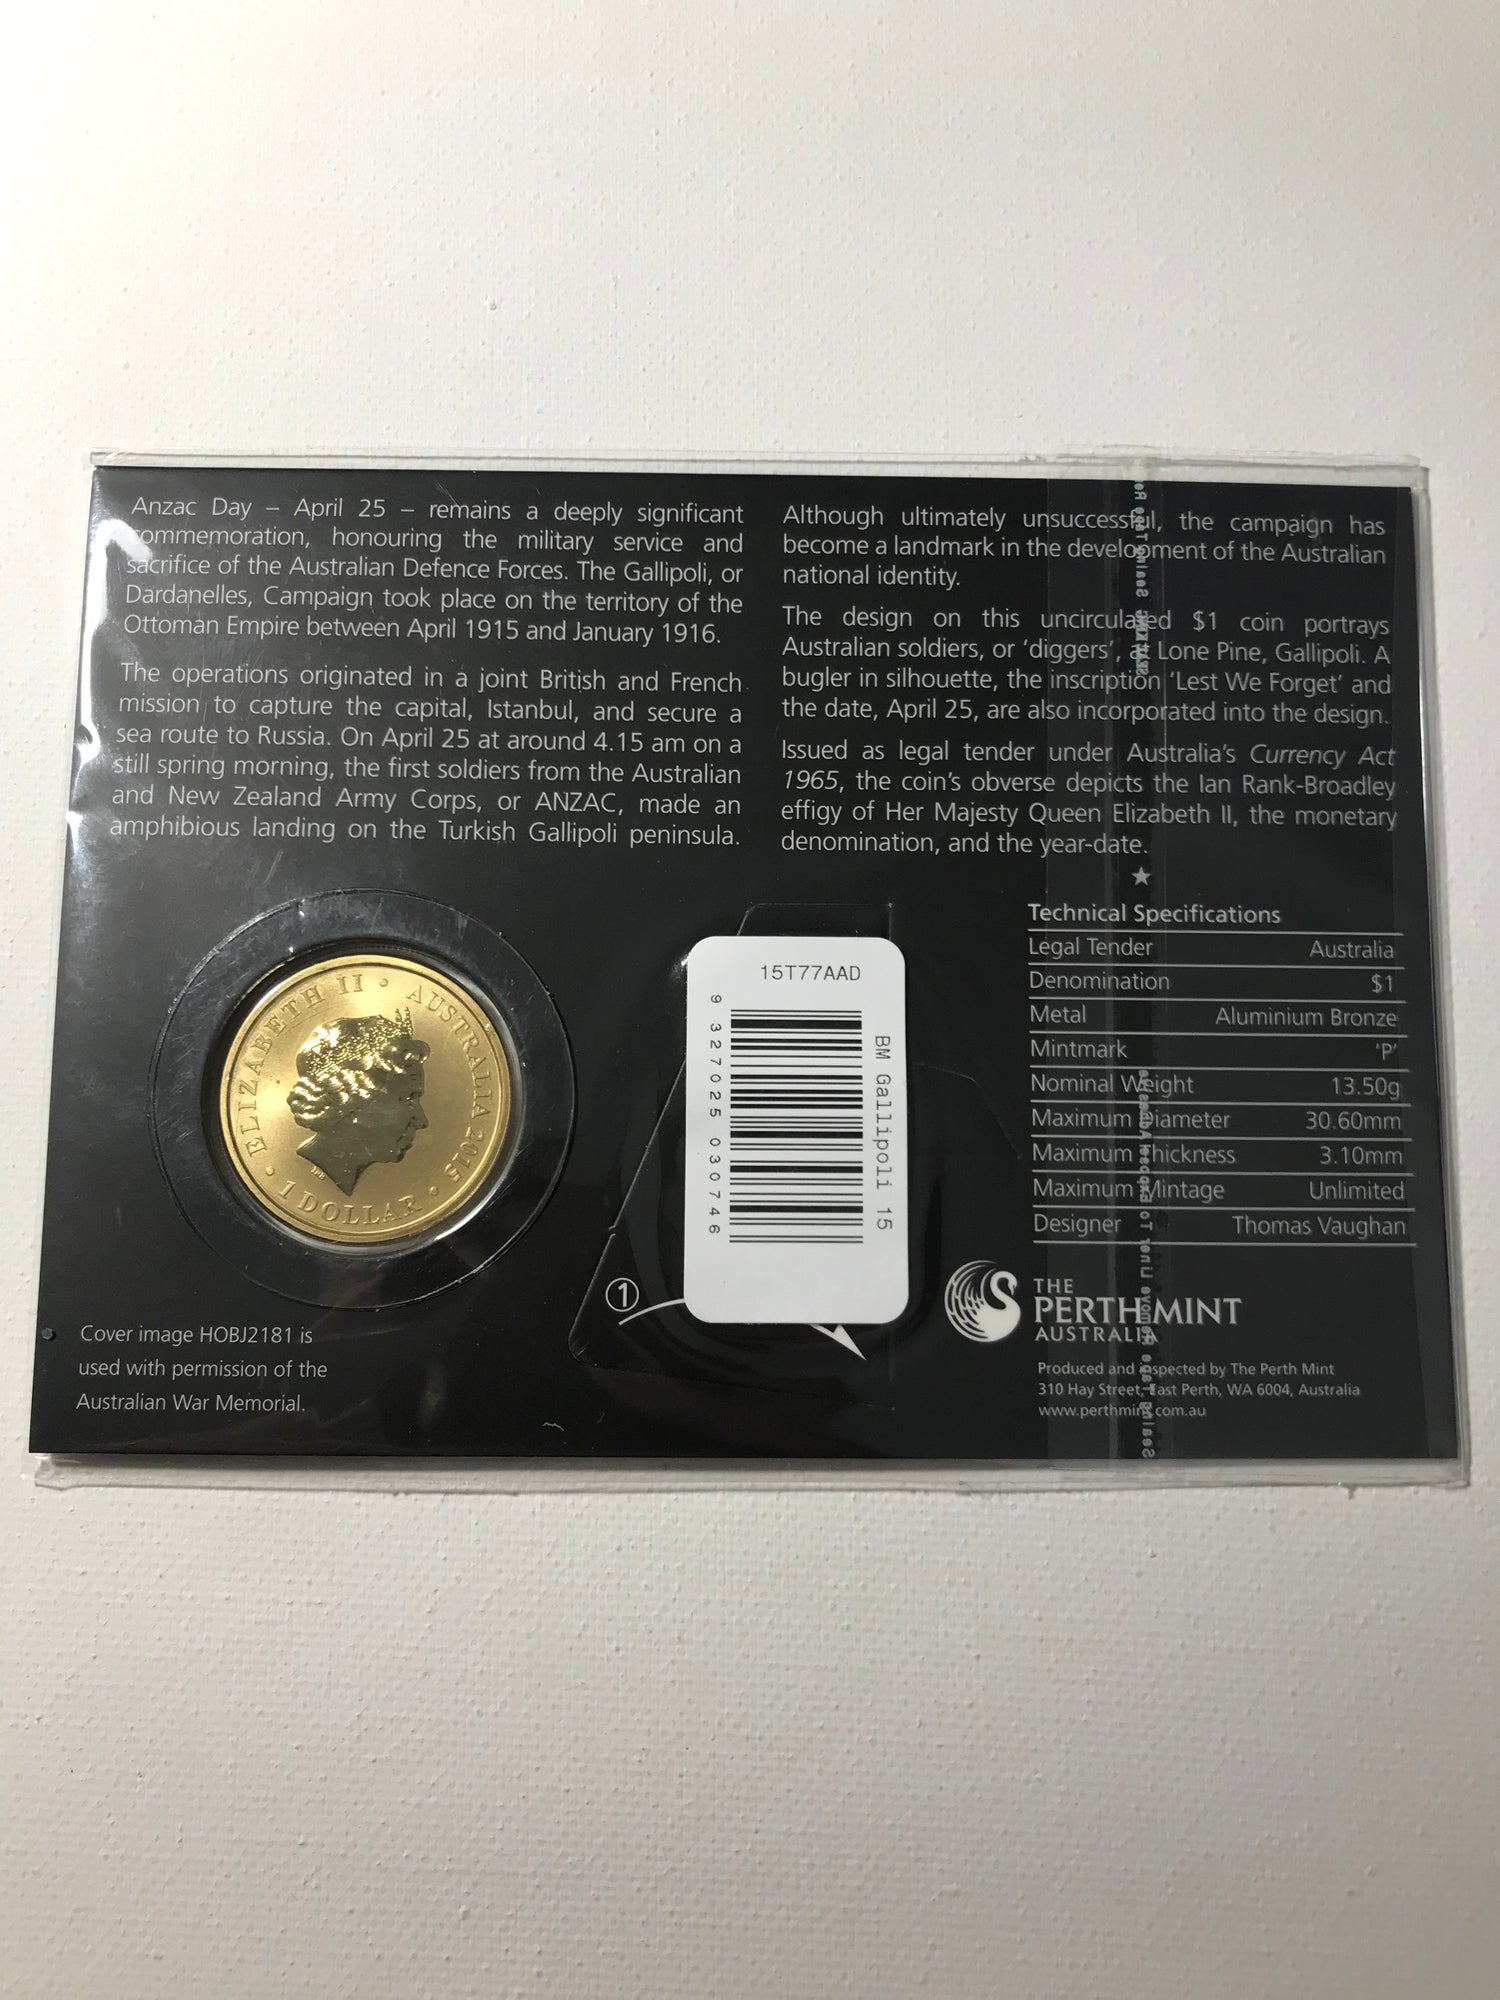 Anzac Day – April 25 – remains a deeply significant
commemoration, honouring the military service and
sacrifice of the Australian Defence Forces. The Gallipoli, or
Dardanelles, Campaign took place on the territory of the
Ottoman Empire between April 1915 and January 1916.
The operations originated in a joint British and French
mission to capture the capital, Istanbul, and secure a
sea route to Russia. On April 25 at around 4.15 am on a
still spring morning, the first soldiers from the Australian
and New Zealand Army Corps, or ANZAC, made an
amphibious landing on the Turkish Gallipoli peninsula.
Although ultimately unsuccessful, the campaign has
become a landmark in the development of the Australian
national identity.
The design on this uncirculated $1 coin portrays
Australian soldiers, or ‘diggers’, at Lone Pine, Gallipoli. A
bugler in silhouette, the inscription ‘Lest We Forget’ and
the date, April 25, are also incorporated into the design.
Issued as legal tender under Australia’s Currency Act
1965, the coin’s obverse depicts the Ian Rank-Broadley
effigy of Her Majesty Queen Elizabeth II, the monetary
denomination, and the year-date.
ELIZABETH II • AUSTRALIA 2015 • 1 DOLLAR •
IRB
15T77AAD
9 327025 030746
BM Gallipoli 15
1
Technical Specifications
Legal Tender Australia
Denomination $1
Metal Aluminium Bronze
Mintmark ‘P’
Nominal Weight 13.50g
Maximum Diameter 30.60mm
Maximum Thickness 3.10mm
Maximum Mintage Unlimited
Designer Thomas Vaughan
THE
PERTH MINT
AUSTRALIA
Produced and Inspected by The Perth Mint
310 Hay Street, East Perth, WA 6004, Australia
www.perthmint.com.au
Cover image HOBJ2181 is
used with permission of the
Australian War Memorial.
Remove Liner To Expose Adhesive
Sealing Tape